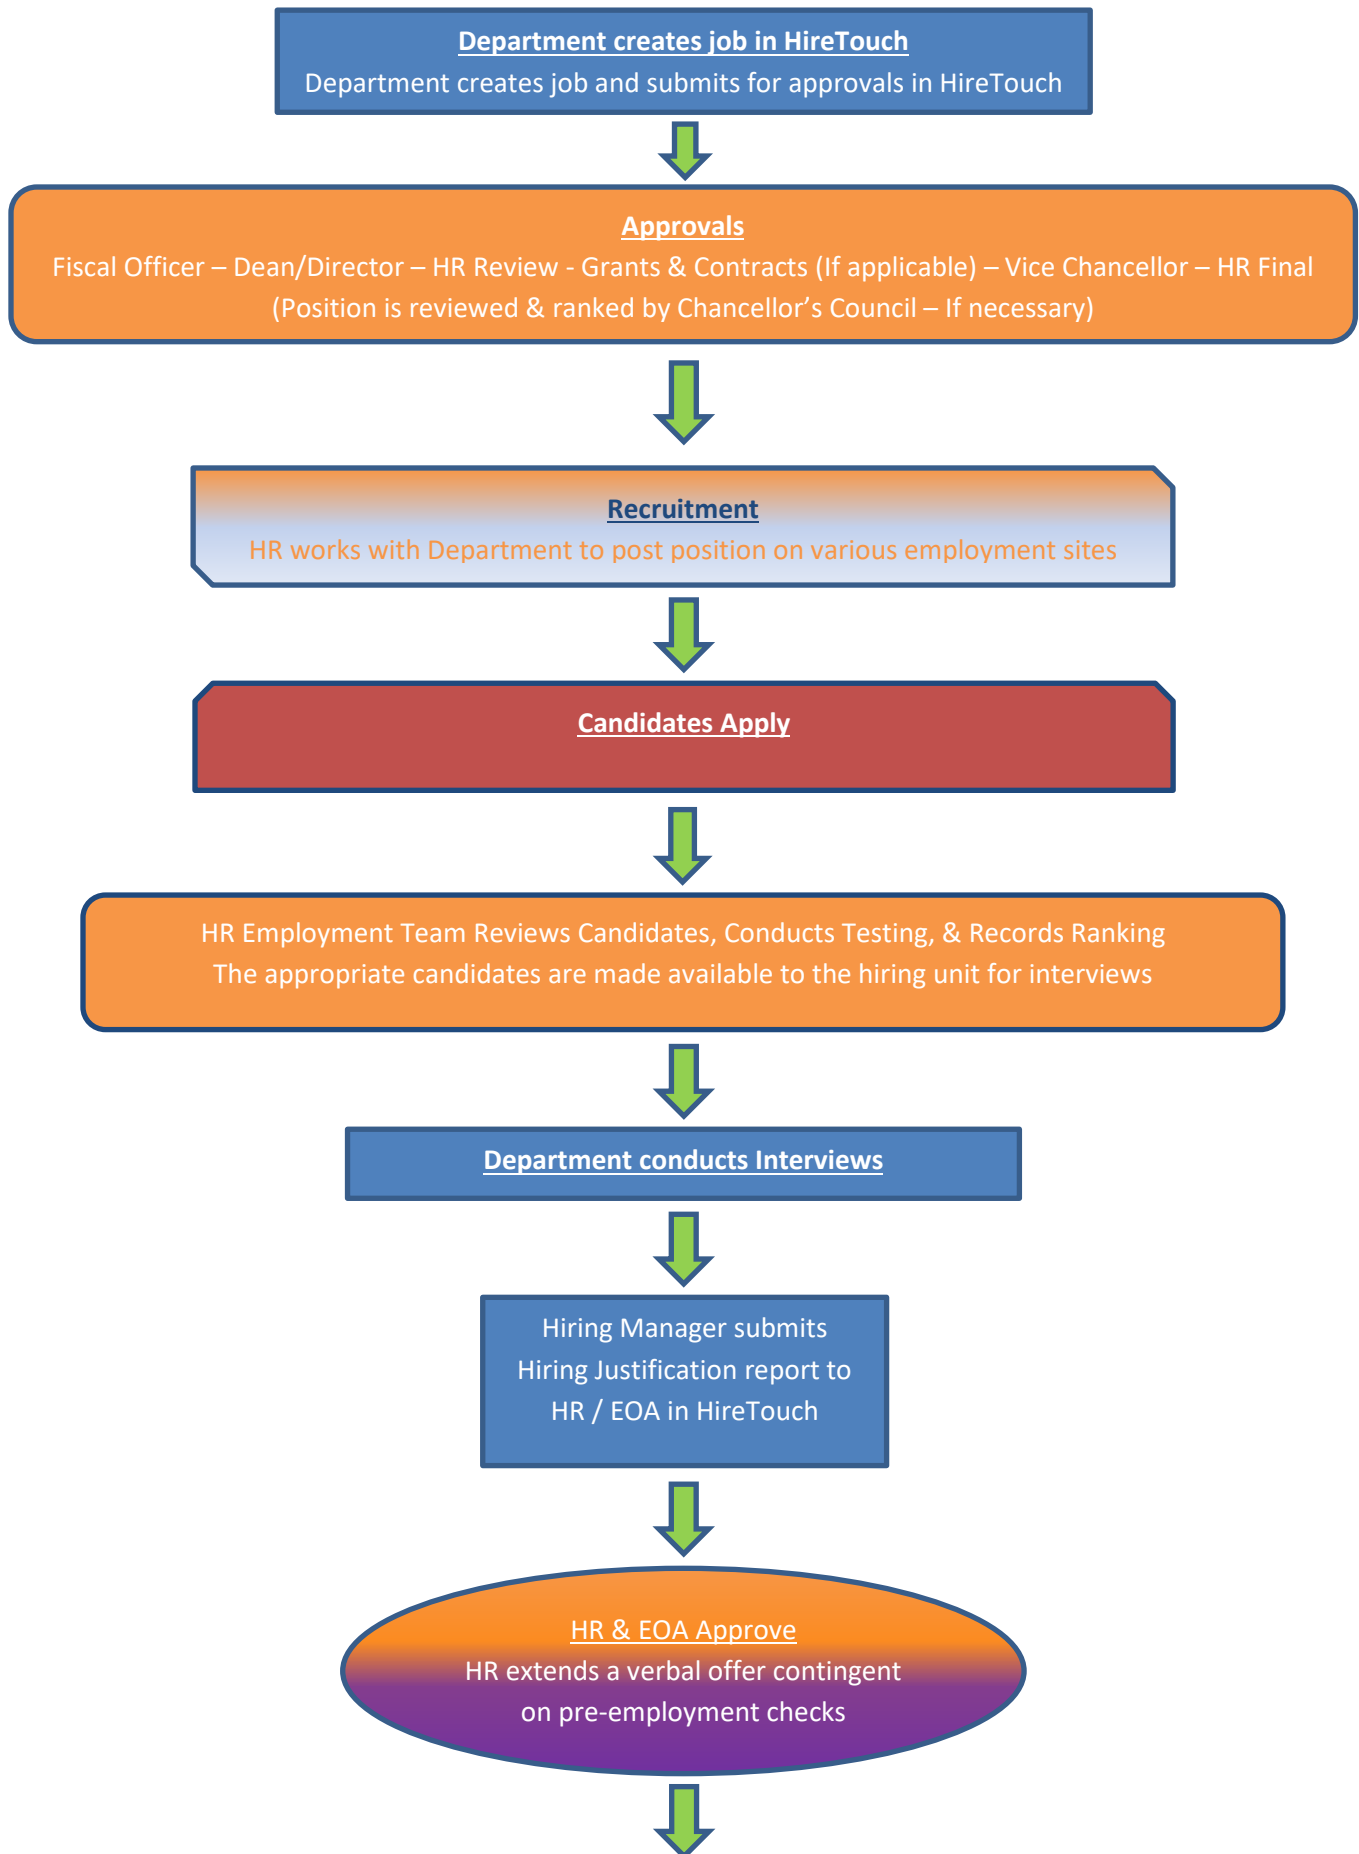 Department creates job in HireTouch
Department creates job and submits for approvals in HireTouch
Approvals
Fiscal Officer – Dean/Director – HR Review - Grants & Contracts (If applicable) – Vice Chancellor – HR Final
(Position is reviewed & ranked by Chancellor’s Council – If necessary)
Recruitment
HR works with Department to post position on various employment sites
Candidates Apply
HR Employment Team Reviews Candidates, Conducts Testing, & Records Ranking
The appropriate candidates are made available to the hiring unit for interviews
Department conducts Interviews
Hiring Manager submits
Hiring Justification report to
HR / EOA in HireTouch
HR & EOA Approve
HR extends a verbal offer contingent
on pre-employment checks